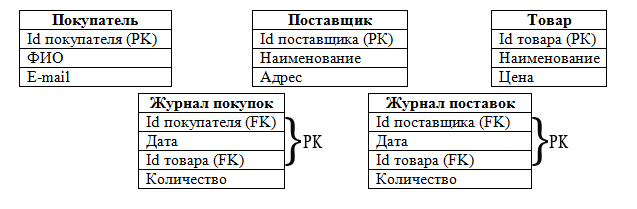 Покупатель
Id покупателя (PK)
ФИО
E-mail
Поставщик
Id поставщика (PK)
Наименование
Адрес
Товар
Id товара (PK)
Наименование
Цена
Журнал покупок
Id покупателя (FK)
Дата
Id товара (FK)
Количество
PK
Журнал поставок
Id поставщика (FK)
Дата
Id товара (FK)
Количество
PK